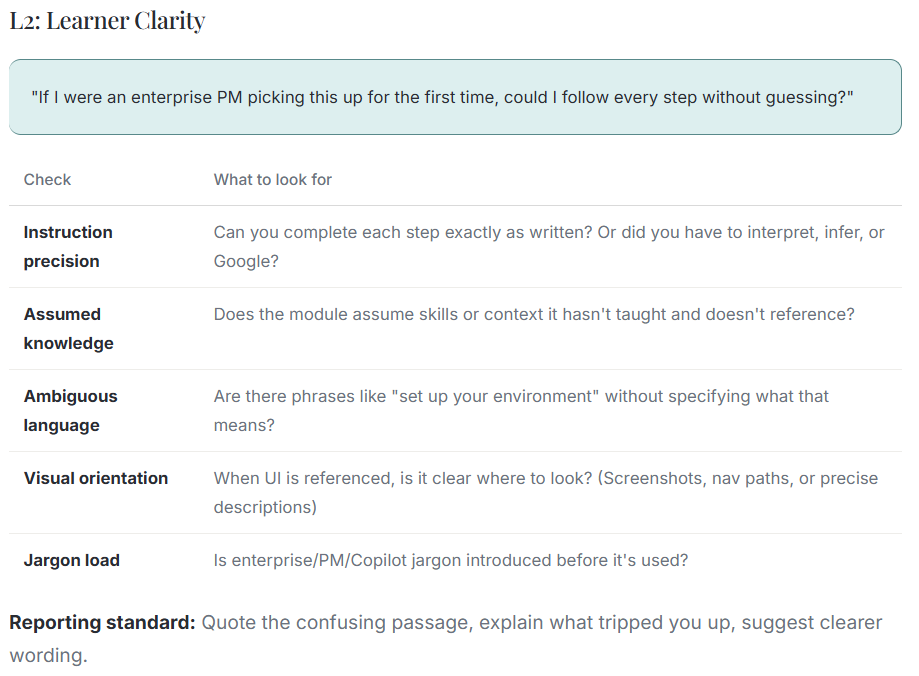 L2: Learner Clarity
"If I were an enterprise PM picking this up for the first time, could I follow every step without guessing?"
Check
What to look for
Instruction
precision
Can you complete each step exactly as written? Or did you have to interpret, infer, or
Google?
Assumed
knowledge
Does the module assume skills or context it hasn't taught and doesn't reference?
Ambiguous
language
Are there phrases like "set up your environment" without specifying what that
means?
Visual orientation
When UI is referenced, is it clear where to look? (Screenshots, nav paths, or precise
descriptions)
Jargon load
Is enterprise/PM/Copilot jargon introduced before it's used?
Reporting standard: Quote the confusing passage, explain what tripped you up, suggest clearer
wording.